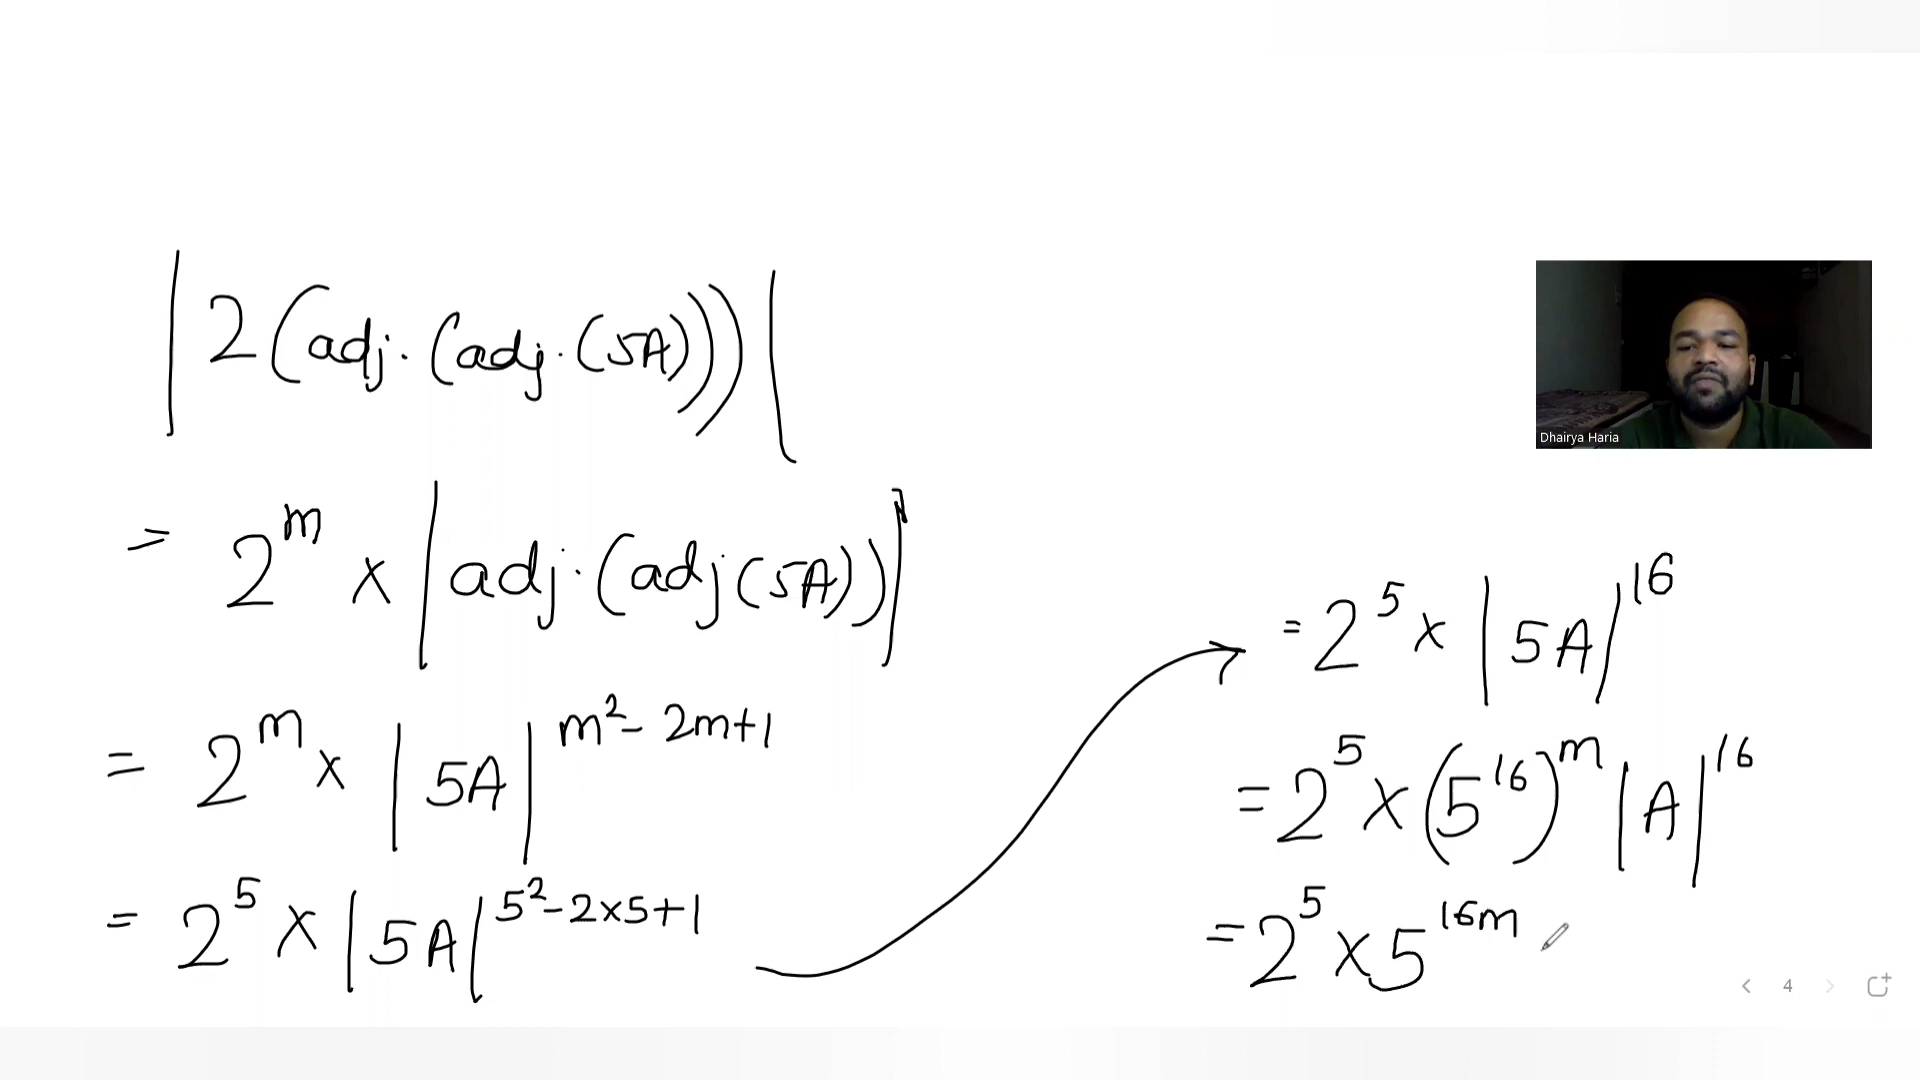 |2(adj.(adj.(5A)))|
= 2^m × |adj.(adj(5A))|
= 2^m × |5A|^(m²-2m+1)
= 2^5 × |5A|^(5²-2×5+1)
= 2^5 × |5A|^16
= 2^5 × (5^16)^m |A|^16
= 2^5 × 5^16m
Dhairya Haria
4